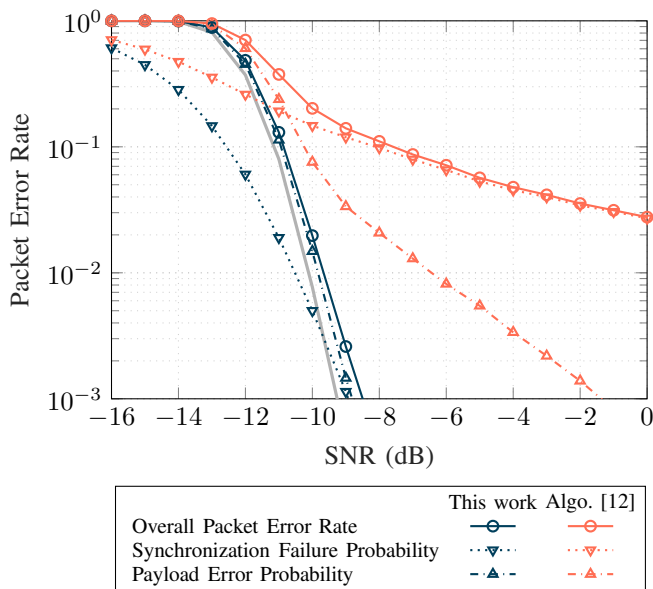 10^0
10^−1
10^−2
10^−3
Packet Error Rate
−16 −14 −12 −10 −8 −6 −4 −2 0
SNR (dB)
This work Algo. [12]
Overall Packet Error Rate
Synchronization Failure Probability
Payload Error Probability